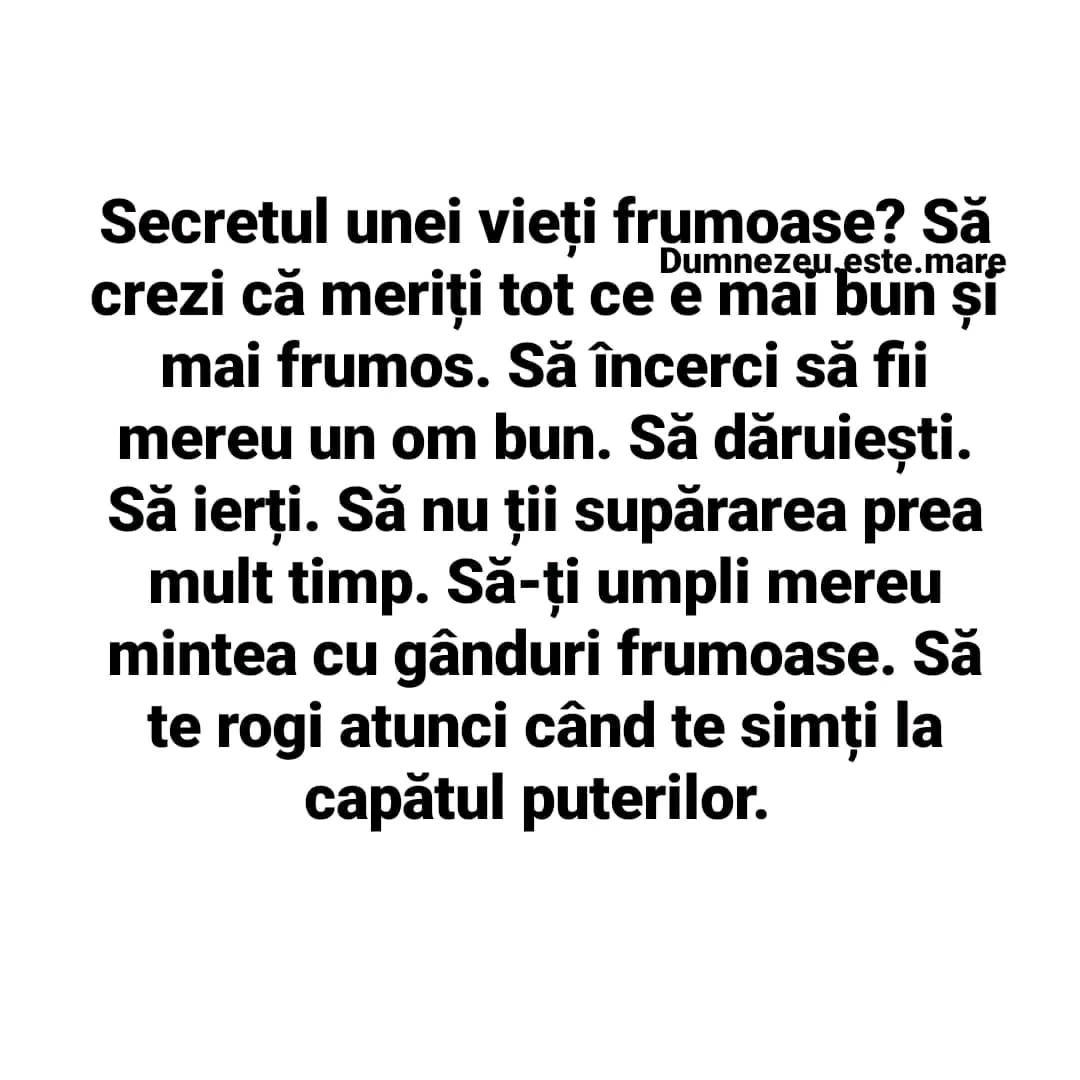 Secretul unei vieți frumoase? Să
Dumnezeu.este.mare
crezi că meriți tot ce e mai bun și
mai frumos. Să încerci să fii
mereu un om bun. Să dăruiești.
Să ierți. Să nu ții supărarea prea
mult timp. Să-ți umpli mereu
mintea cu gânduri frumoase. Să
te rogi atunci când te simți la
capătul puterilor.